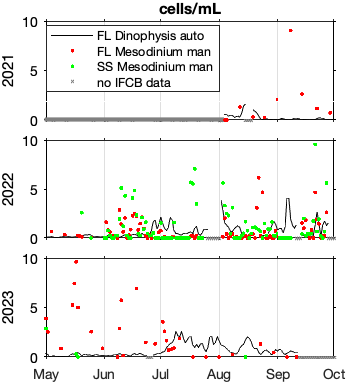 cells/mL
FL Dinophysis auto
FL Mesodinium man
SS Mesodinium man
no IFCB data
2021
10
5
0
2022
10
5
0
2023
10
5
0
May Jun Jul Aug Sep Oct